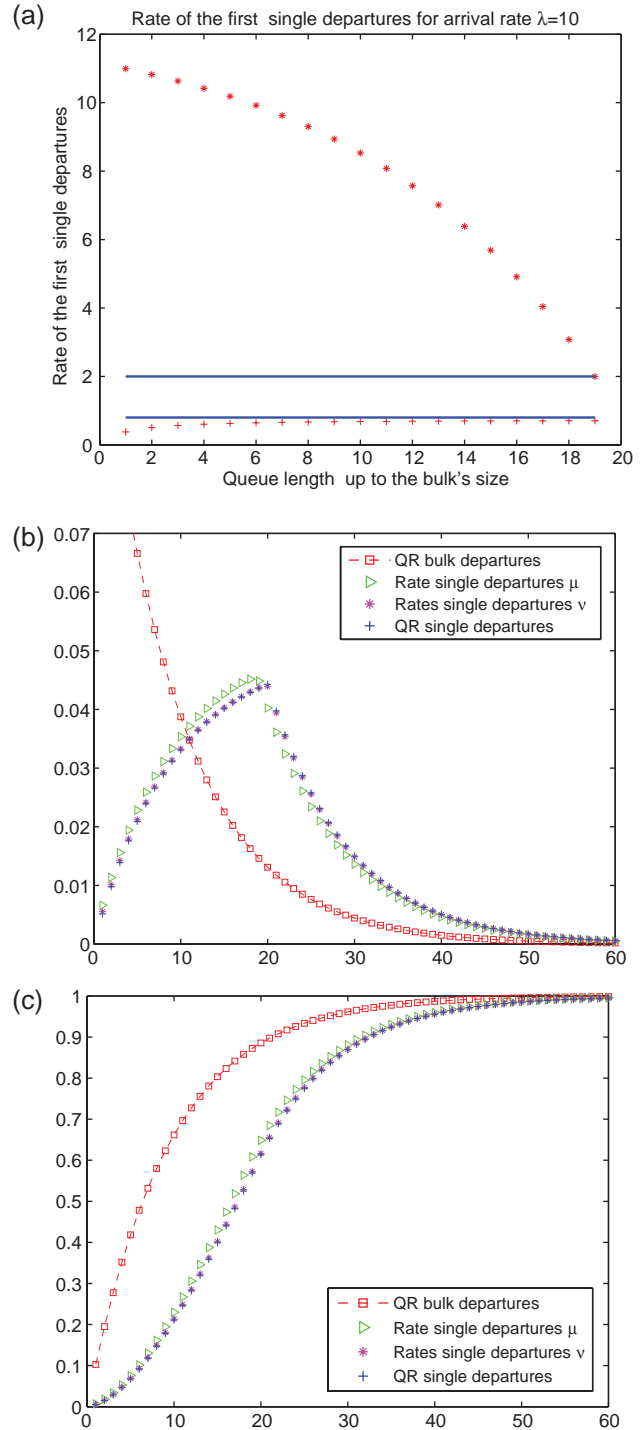 (a)
Rate of the first single departures for arrival rate λ=10
12
10
8
6
4
2
0
Rate of the first single departures
0 2 4 6 8 10 12 14 16 18 20
Queue length up to the bulk's size
(b)
0.07
0.06
0.05
0.04
0.03
0.02
0.01
0
QR bulk departures
Rate single departures μ
Rates single departures ν
QR single departures
0 10 20 30 40 50 60
(c)
1
0.9
0.8
0.7
0.6
0.5
0.4
0.3
0.2
0.1
0
QR bulk departures
Rate single departures μ
Rates single departures ν
QR single departures
0 10 20 30 40 50 60